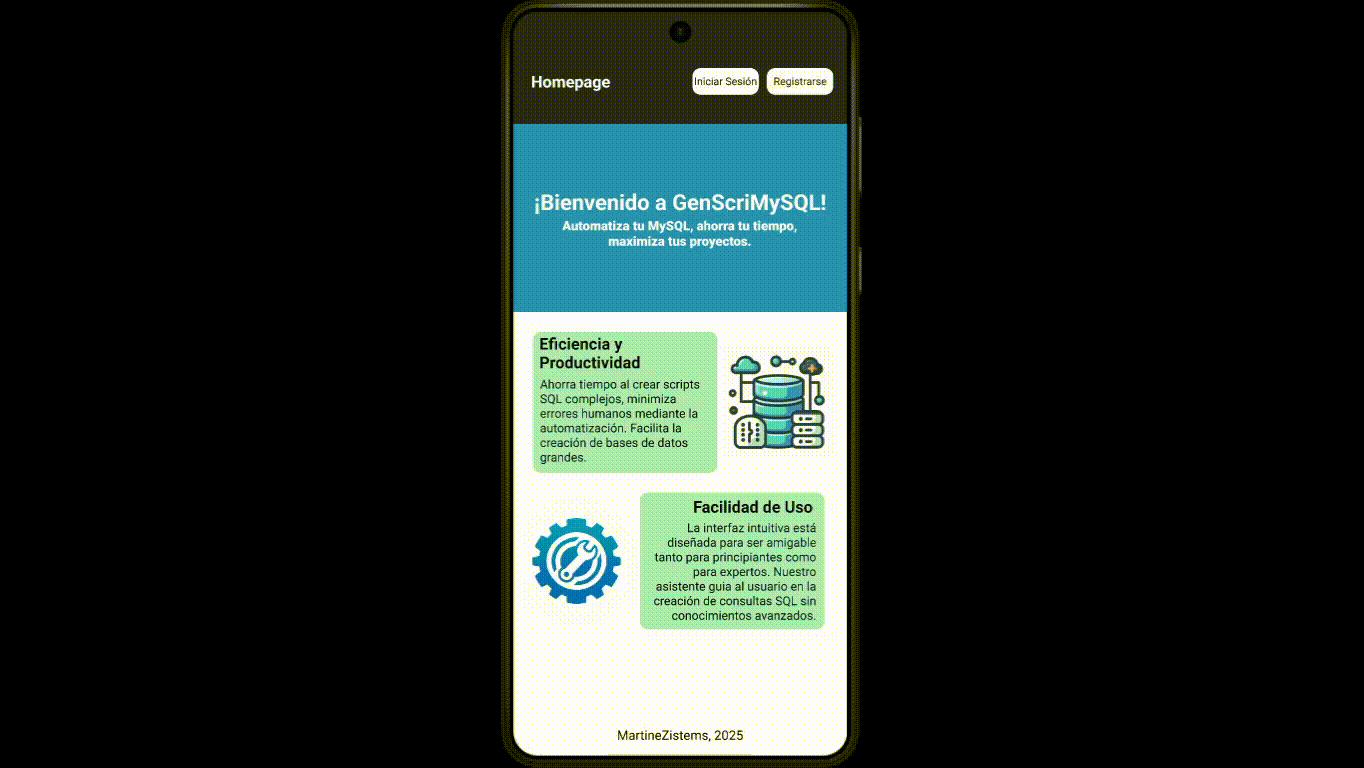 Homepage
Iniciar Sesión
Registrarse
¡Bienvenido a GenScriMySQL!
Automatiza tu MySQL, ahorra tu tiempo,
maximiza tus proyectos.
Eficiencia y
Productividad
Ahorra tiempo al crear scripts
SQL complejos, minimiza
errores humanos mediante la
automatización. Facilita la
creación de bases de datos
grandes.
Facilidad de Uso
La interfaz intuitiva está
diseñada para ser amigable
tanto para principiantes como
para expertos. Nuestro
asistente guia al usuario en la
creación de consultas SQL sin
conocimientos avanzados.
MartineZistems, 2025